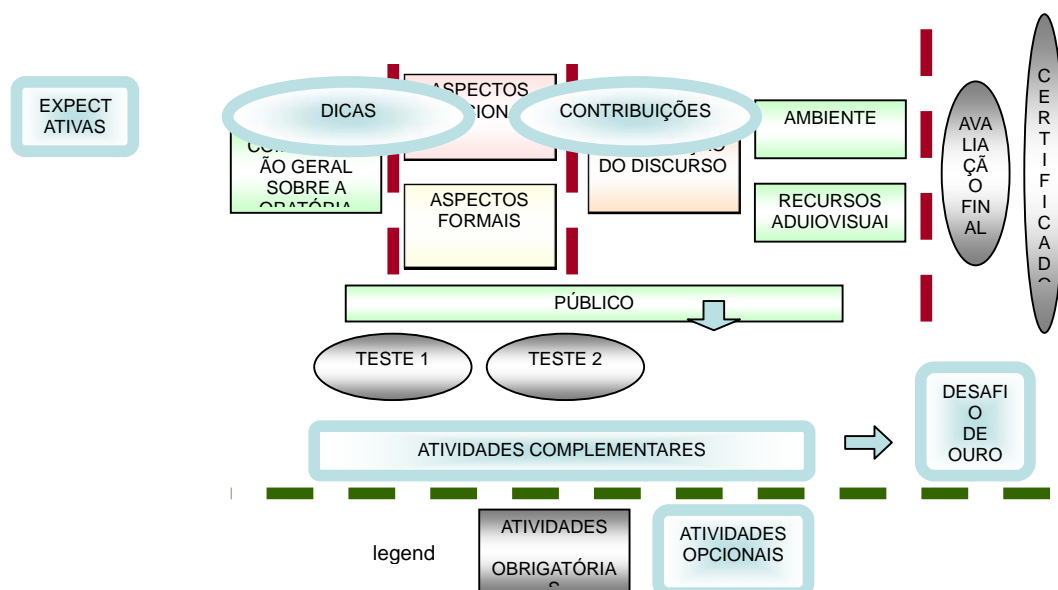 EXPECT
ATIVAS
DICAS
ÃO GERAL
SOBRE A
ORATÓRIA
ASPECTOS
ASPECTOS
FORMAIS
CONTRIBUIÇÕES
DO DISCURSO
AMBIENTE
RECURSOS
ADUIOVISUAI
PÚBLICO
AVA
LIA
ÇÃ
O FIN
AL
C
E
R
T
I
F
I
C
A
D
O
TESTE 1
TESTE 2
ATIVIDADES COMPLEMENTARES
DESAFI
O
DE
OURO
legend
ATIVIDADES
OBRIGATÓRIA
S
ATIVIDADES
OPCIONAIS